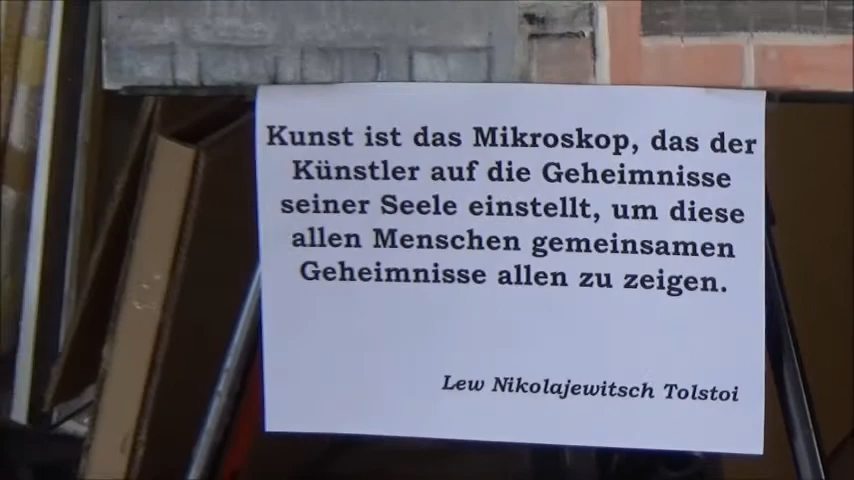 Kunst ist das Mikroskop, das der
Künstler auf die Geheimnisse
seiner Seele einstellt, um diese
allen Menschen gemeinsamen
Geheimnisse allen zu zeigen.
Lew Nikolajewitsch Tolstoi